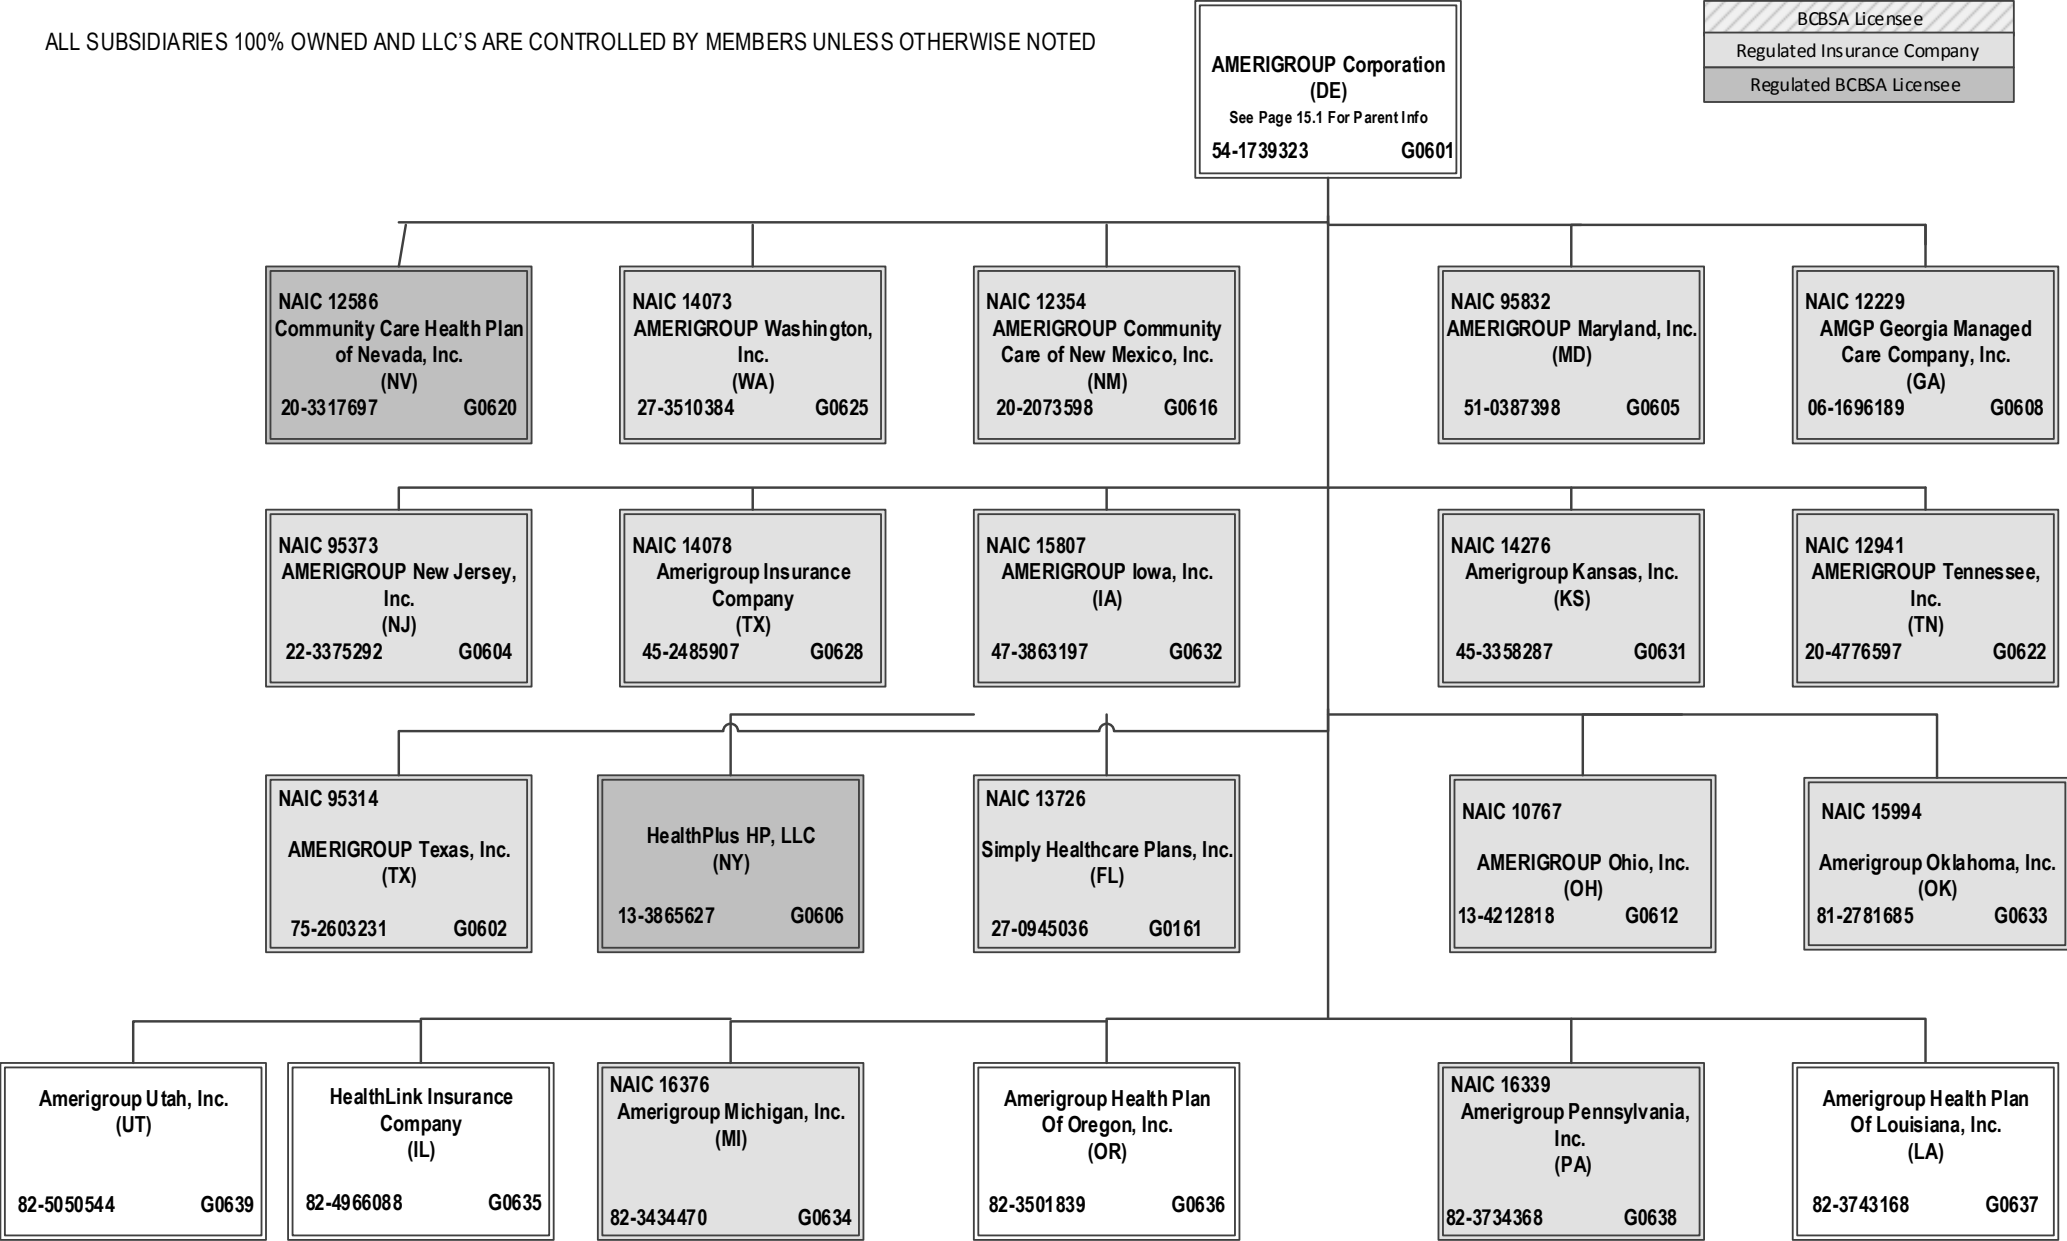 ALL SUBSIDIARIES 100% OWNED AND LLC'S ARE CONTROLLED BY MEMBERS UNLESS OTHERWISE NOTED
AMERIGROUP Corporation
(DE)
See Page 15.1 For Parent Info
54-1739323 G0601
BCBSA Licensee
Regulated Insurance Company
Regulated BCBSA Licensee
NAIC 12586
Community Care Health Plan
of Nevada, Inc.
(NV)
20-3317697 G0620
NAIC 14073
AMERIGROUP Washington,
Inc.
(WA)
27-3510384 G0625
NAIC 12354
AMERIGROUP Community
Care of New Mexico, Inc.
(NM)
20-2073598 G0616
NAIC 95832
AMERIGROUP Maryland, Inc.
(MD)
51-0387398 G0605
NAIC 12229
AMGP Georgia Managed
Care Company, Inc.
(GA)
06-1696189 G0608
NAIC 95373
AMERIGROUP New Jersey,
Inc.
(NJ)
22-3375292 G0604
NAIC 14078
Amerigroup Insurance
Company
(TX)
45-2485907 G0628
NAIC 15807
AMERIGROUP Iowa, Inc.
(IA)
47-3863197 G0632
NAIC 14276
Amerigroup Kansas, Inc.
(KS)
45-3358287 G0631
NAIC 12941
AMERIGROUP Tennessee,
Inc.
(TN)
20-4776597 G0622
NAIC 95314
AMERIGROUP Texas, Inc.
(TX)
75-2603231 G0602
HealthPlus HP, LLC
(NY)
13-3865627 G0606
NAIC 13726
Simply Healthcare Plans, Inc.
(FL)
27-0945036 G0161
NAIC 10767
AMERIGROUP Ohio, Inc.
(OH)
13-4212818 G0612
NAIC 15994
Amerigroup Oklahoma, Inc.
(OK)
81-2781685 G0633
Amerigroup Utah, Inc.
(UT)
82-5050544 G0639
HealthLink Insurance
Company
(IL)
82-4966088 G0635
NAIC 16376
Amerigroup Michigan, Inc.
(MI)
82-3434470 G0634
Amerigroup Health Plan
Of Oregon, Inc.
(OR)
82-3501839 G0636
NAIC 16339
Amerigroup Pennsylvania,
Inc.
(PA)
82-3734368 G0638
Amerigroup Health Plan
Of Louisiana, Inc.
(LA)
82-3743168 G0637